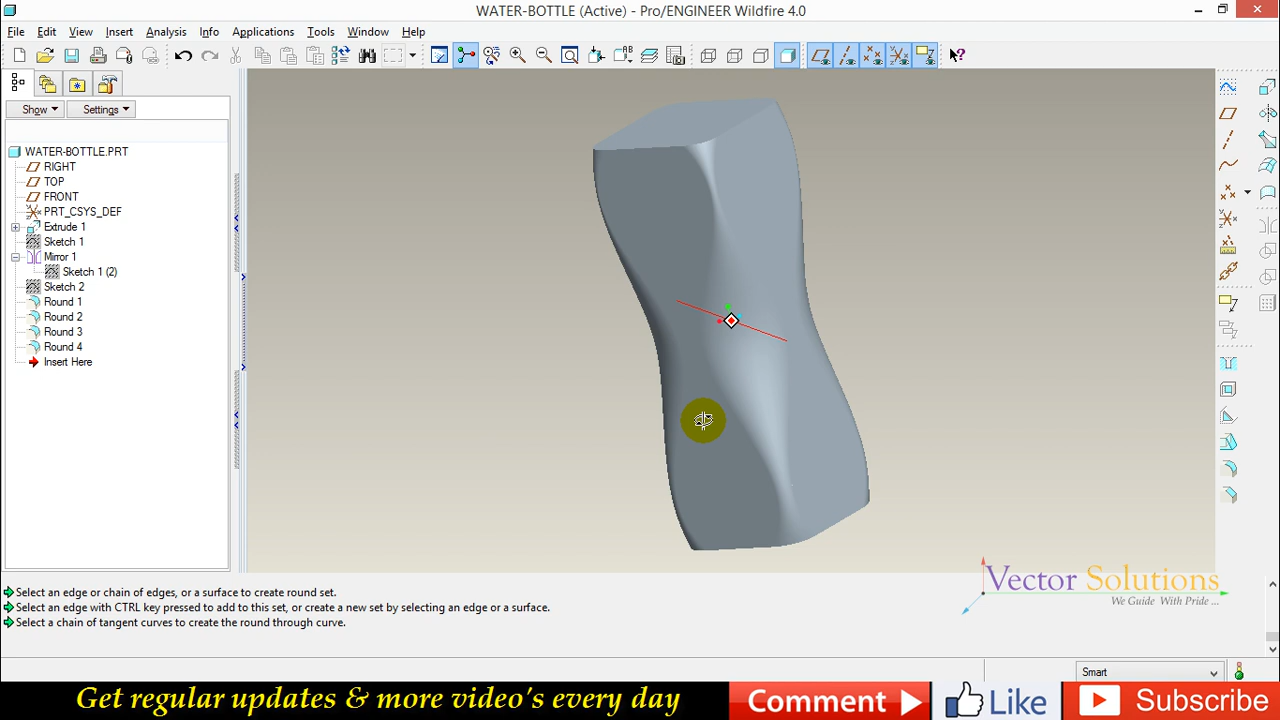 WATER-BOTTLE (Active) - Pro/ENGINEER Wildfire 4.0
File Edit View Insert Analysis Info Applications Tools Window Help
Show Settings
WATER-BOTTLE.PRT
RIGHT
TOP
FRONT
PRT_CSYS_DEF
Extrude 1
Sketch 1
Mirror 1
Sketch 1 (2)
Sketch 2
Round 1
Round 2
Round 3
Round 4
Insert Here
Select an edge or chain of edges, or a surface to create round set.
Select an edge with CTRL key pressed to add to this set, or create a new set by selecting an edge or a surface.
Select a chain of tangent curves to create the round through curve.
Vector Solutions
We Guide With Pride ...
Smart
Get regular updates & more video's every day
Comment
Like
Subscribe